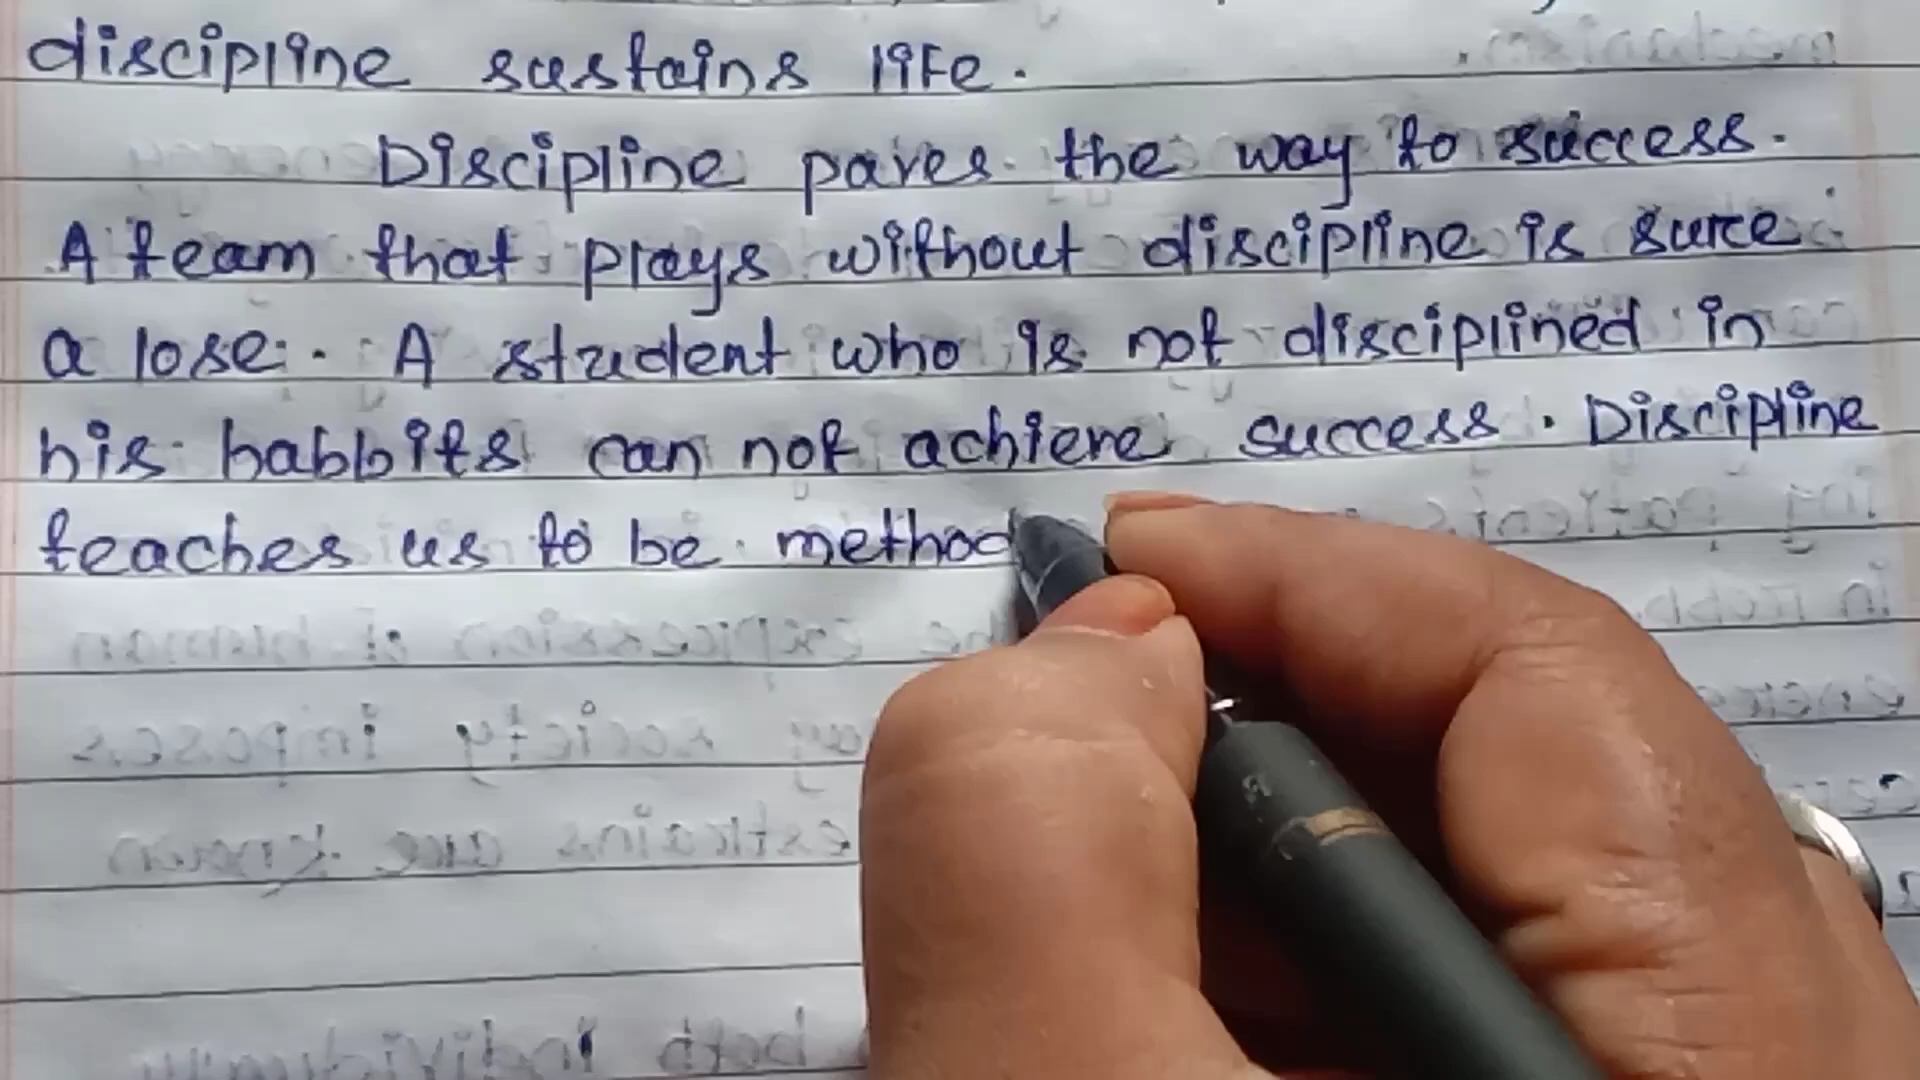 discipline sustains life.
Discipline paves the way to success.
A team that plays without discipline is sure
a lose. A student who is not disciplined in
his habbits can not achieve success. Discipline
teaches us to be method